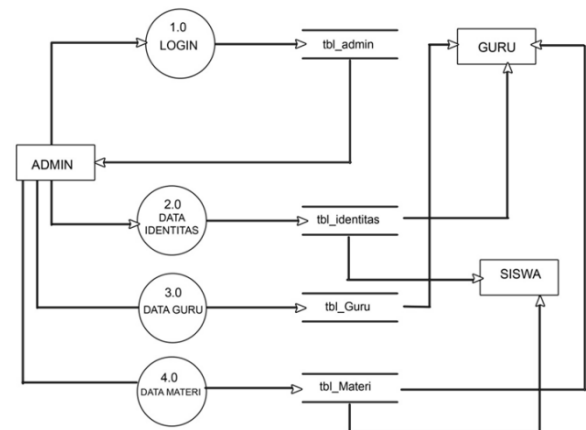 1.0
LOGIN
tbl_admin
GURU
ADMIN
2.0
DATA
IDENTITAS
tbl_identitas
SISWA
3.0
DATA GURU
tbl_Guru
4.0
DATA MATERI
tbl_Materi